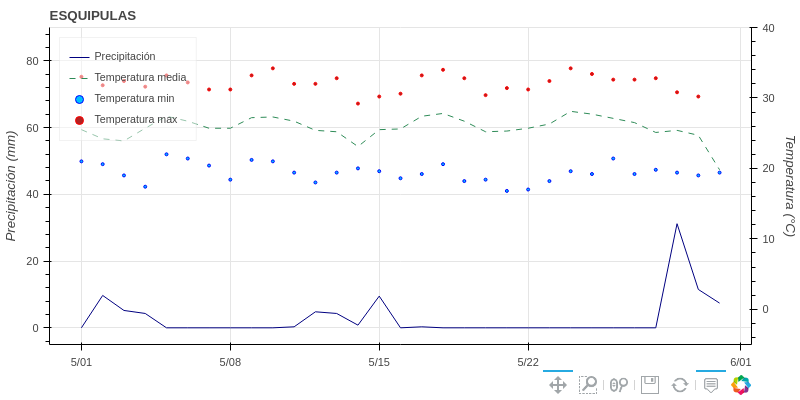 ESQUIPULAS
Precipitación
Temperatura media
Temperatura min
Temperatura max
80
60
40
20
0
Precipitación (mm)
40
30
20
10
0
Temperatura (°C)
5/01
5/08
5/15
5/22
6/01